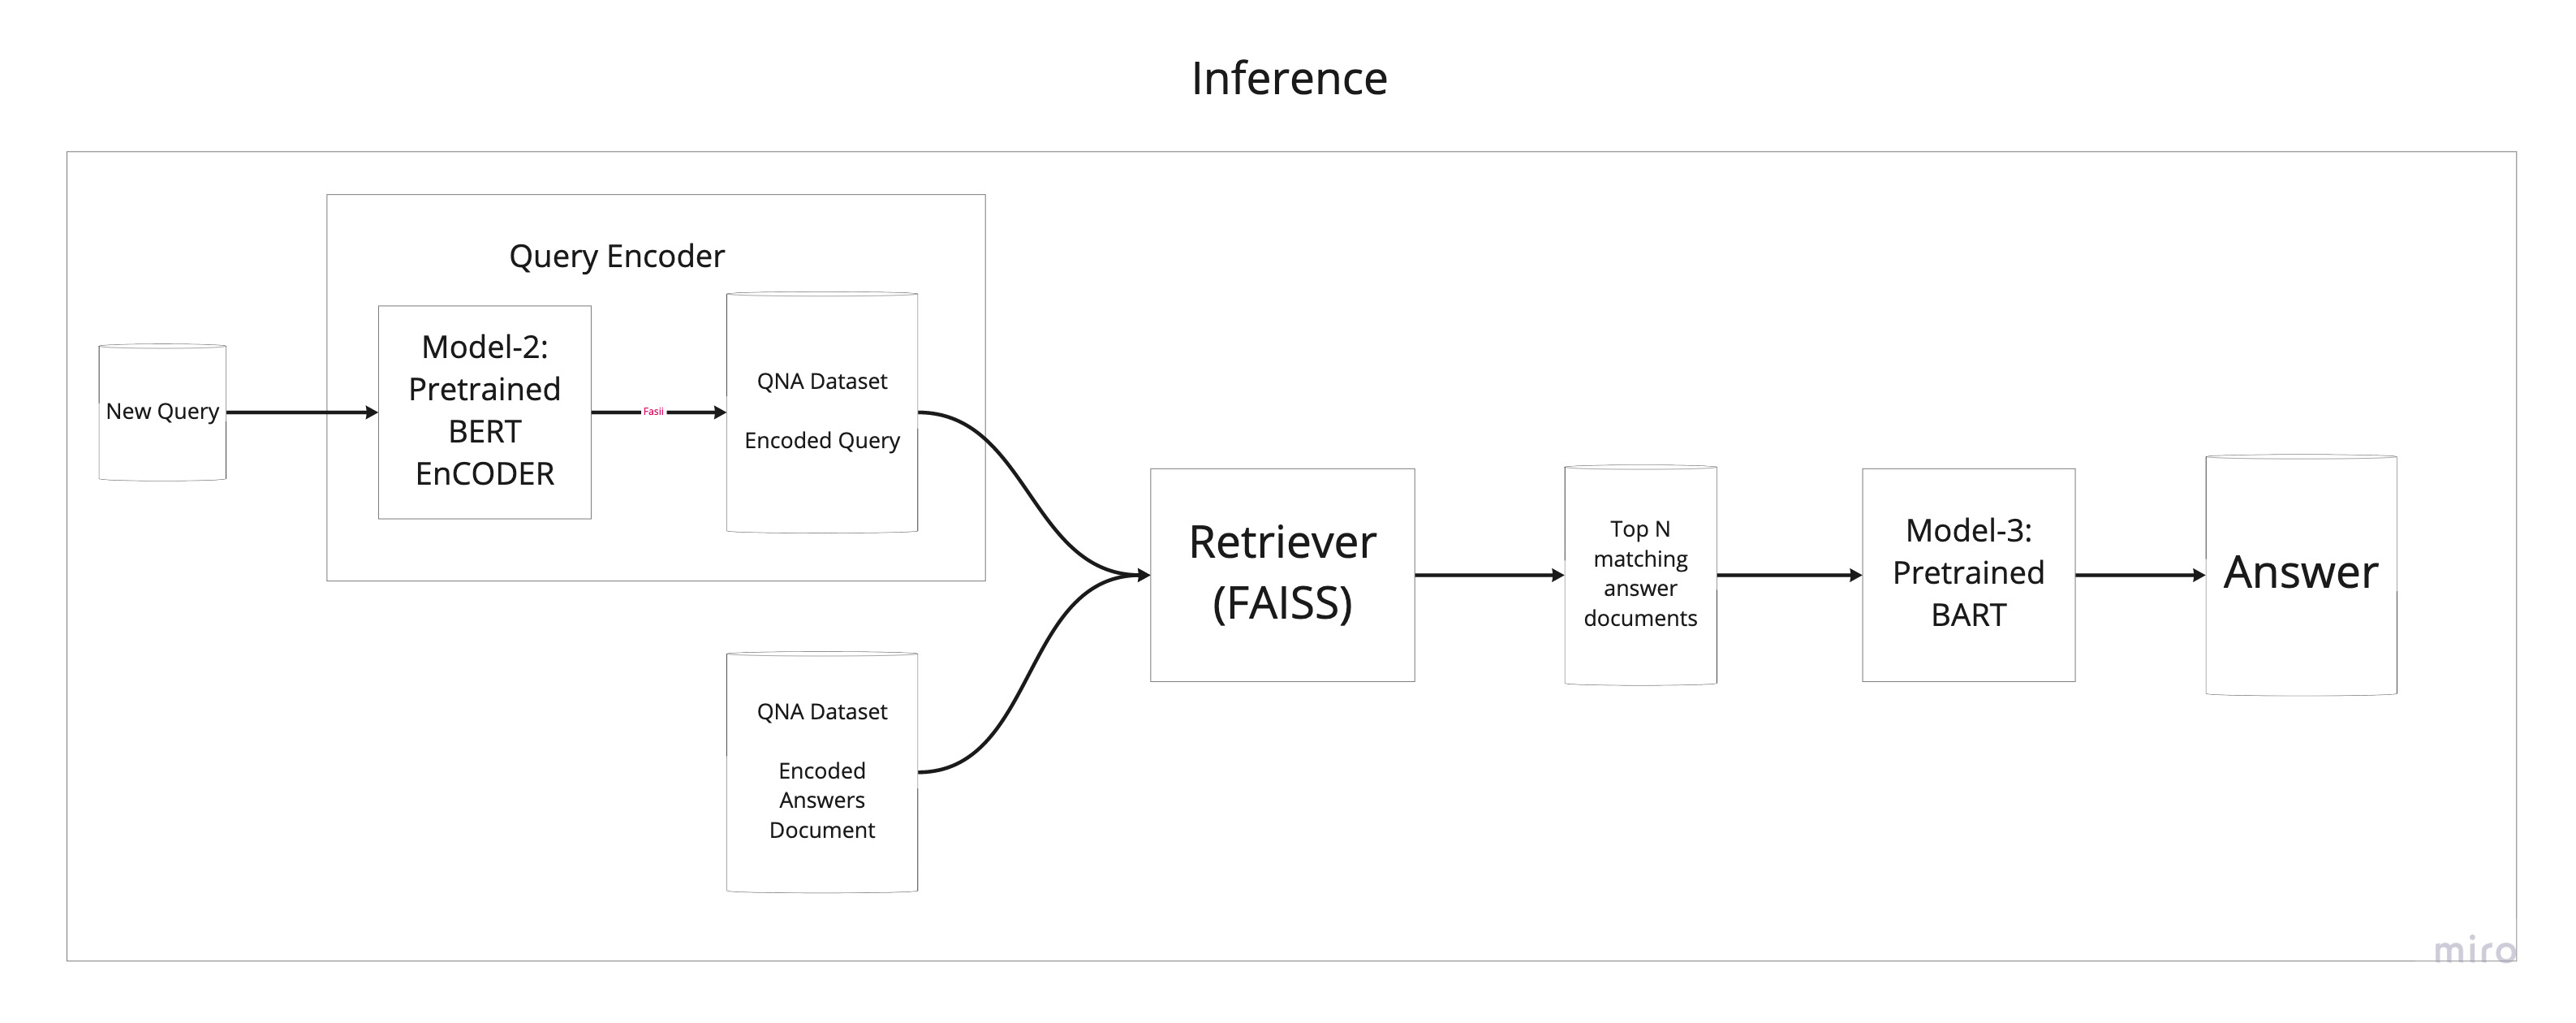 Inference
Query Encoder
New Query
Model-2:
Pretrained
BERT
EnCODER
Fasii
QNA Dataset
Encoded Query
QNA Dataset
Encoded
Answers
Document
Retriever
(FAISS)
Top N
matching
answer
documents
Model-3:
Pretrained
BART
Answer
miro